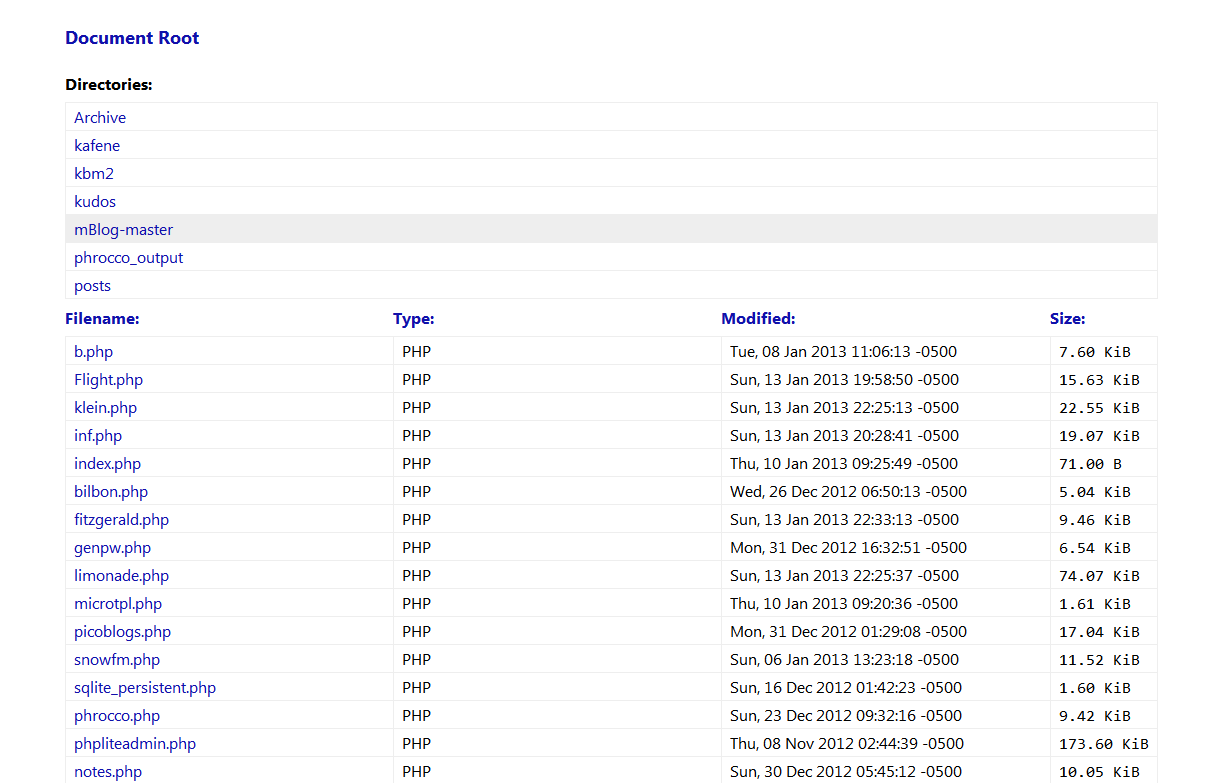 Document Root
Directories:
Archive
kafene
kbm2
kudos
mBlog-master
phrocco_output
posts
Filename: Type: Modified: Size:
b.php PHP Tue, 08 Jan 2013 11:06:13 -0500 7.60 KiB
Flight.php PHP Sun, 13 Jan 2013 19:58:50 -0500 15.63 KiB
klein.php PHP Sun, 13 Jan 2013 22:25:13 -0500 22.55 KiB
inf.php PHP Sun, 13 Jan 2013 20:28:41 -0500 19.07 KiB
index.php PHP Thu, 10 Jan 2013 09:25:49 -0500 71.00 B
bilbon.php PHP Wed, 26 Dec 2012 06:50:13 -0500 5.04 KiB
fitzgerald.php PHP Sun, 13 Jan 2013 22:33:13 -0500 9.46 KiB
genpw.php PHP Mon, 31 Dec 2012 16:32:51 -0500 6.54 KiB
limonade.php PHP Sun, 13 Jan 2013 22:25:37 -0500 74.07 KiB
microtpl.php PHP Thu, 10 Jan 2013 09:20:36 -0500 1.61 KiB
picoblogs.php PHP Mon, 31 Dec 2012 01:29:08 -0500 17.04 KiB
snowfm.php PHP Sun, 06 Jan 2013 13:23:18 -0500 11.52 KiB
sqlite_persistent.php PHP Sun, 16 Dec 2012 01:42:23 -0500 1.60 KiB
phrocco.php PHP Sun, 23 Dec 2012 09:32:16 -0500 9.42 KiB
phpliteadmin.php PHP Thu, 08 Nov 2012 02:44:39 -0500 173.60 KiB
notes.php PHP Sun, 30 Dec 2012 05:45:12 -0500 10.05 KiB